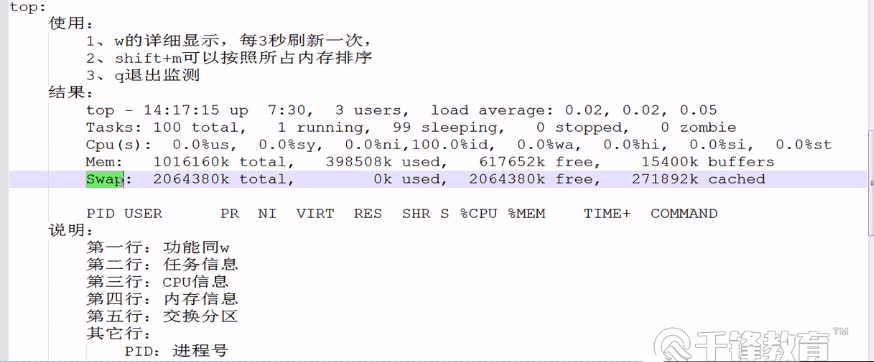 top:
使用:
1、w的详细显示，每3秒刷新一次，
2、shift+m可以按照所占内存排序
3、q退出监测
结果:
top - 14:17:15 up  7:30,  3 users,  load average: 0.02, 0.02, 0.05
Tasks: 100 total,   1 running,  99 sleeping,   0 stopped,   0 zombie
Cpu(s):  0.0%us,  0.0%sy,  0.0%ni,100.0%id,  0.0%wa,  0.0%hi,  0.0%si,  0.0%st
Mem:   1016160k total,   398508k used,   617652k free,    15400k buffers
Swap:  2064380k total,        0k used,  2064380k free,   271892k cached
PID USER      PR  NI  VIRT  RES  SHR S %CPU %MEM    TIME+  COMMAND
说明:
第一行: 功能同w
第二行: 任务信息
第三行: CPU信息
第四行: 内存信息
第五行: 交换分区
其它行:
PID: 进程号
千锋教育™